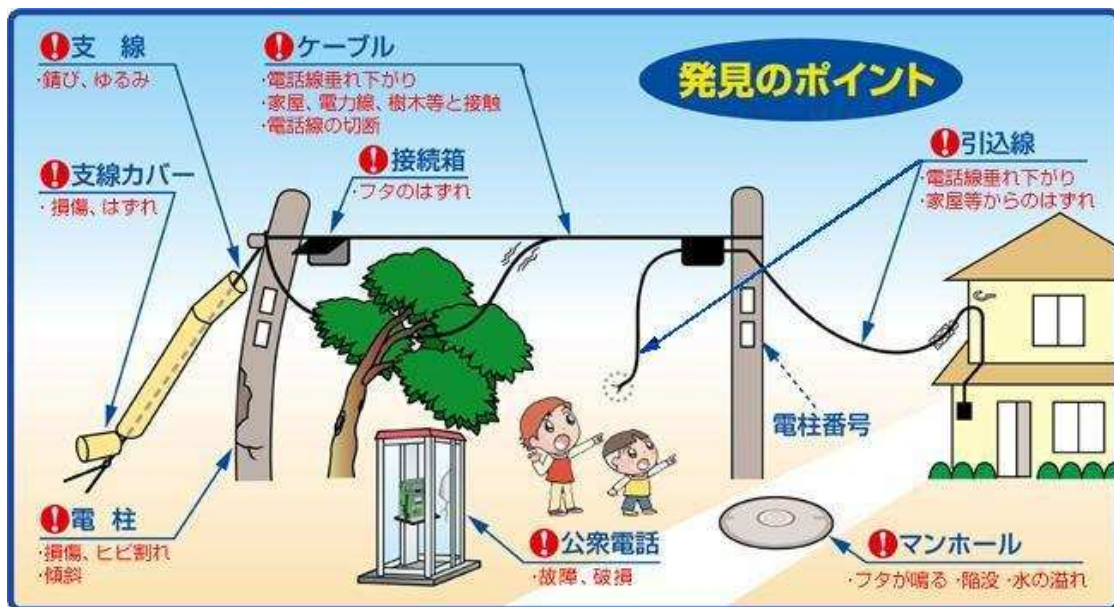 支線
・錆び、ゆるみ
ケーブル
・電話線垂れ下がり
・家屋、電力線、樹木等と接触
・電話線の切断
発見のポイント
支線カバー
・損傷、はずれ
接続箱
・フタのはずれ
引込線
・電話線垂れ下がり
・家屋等からのはずれ
電柱番号
電柱
・損傷、ヒビ割れ
・傾斜
公衆電話
・故障、破損
マンホール
・フタが鳴る ・陥没 ・水の溢れ